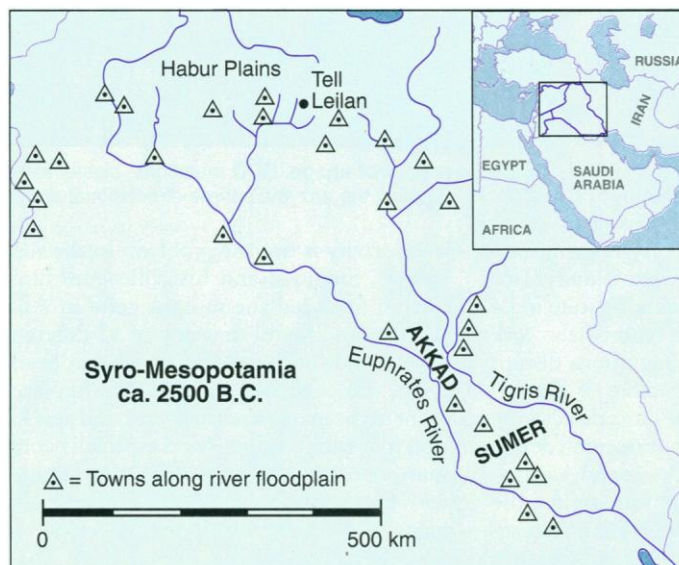 Habur Plains
Tell
Leilan
RUSSIA
IRAN
EGYPT
SAUDI
ARABIA
AFRICA
AKKAD
Euphrates River
Tigris River
SUMER
Syro-Mesopotamia
ca. 2500 B.C.
= Towns along river floodplain
0
500 km